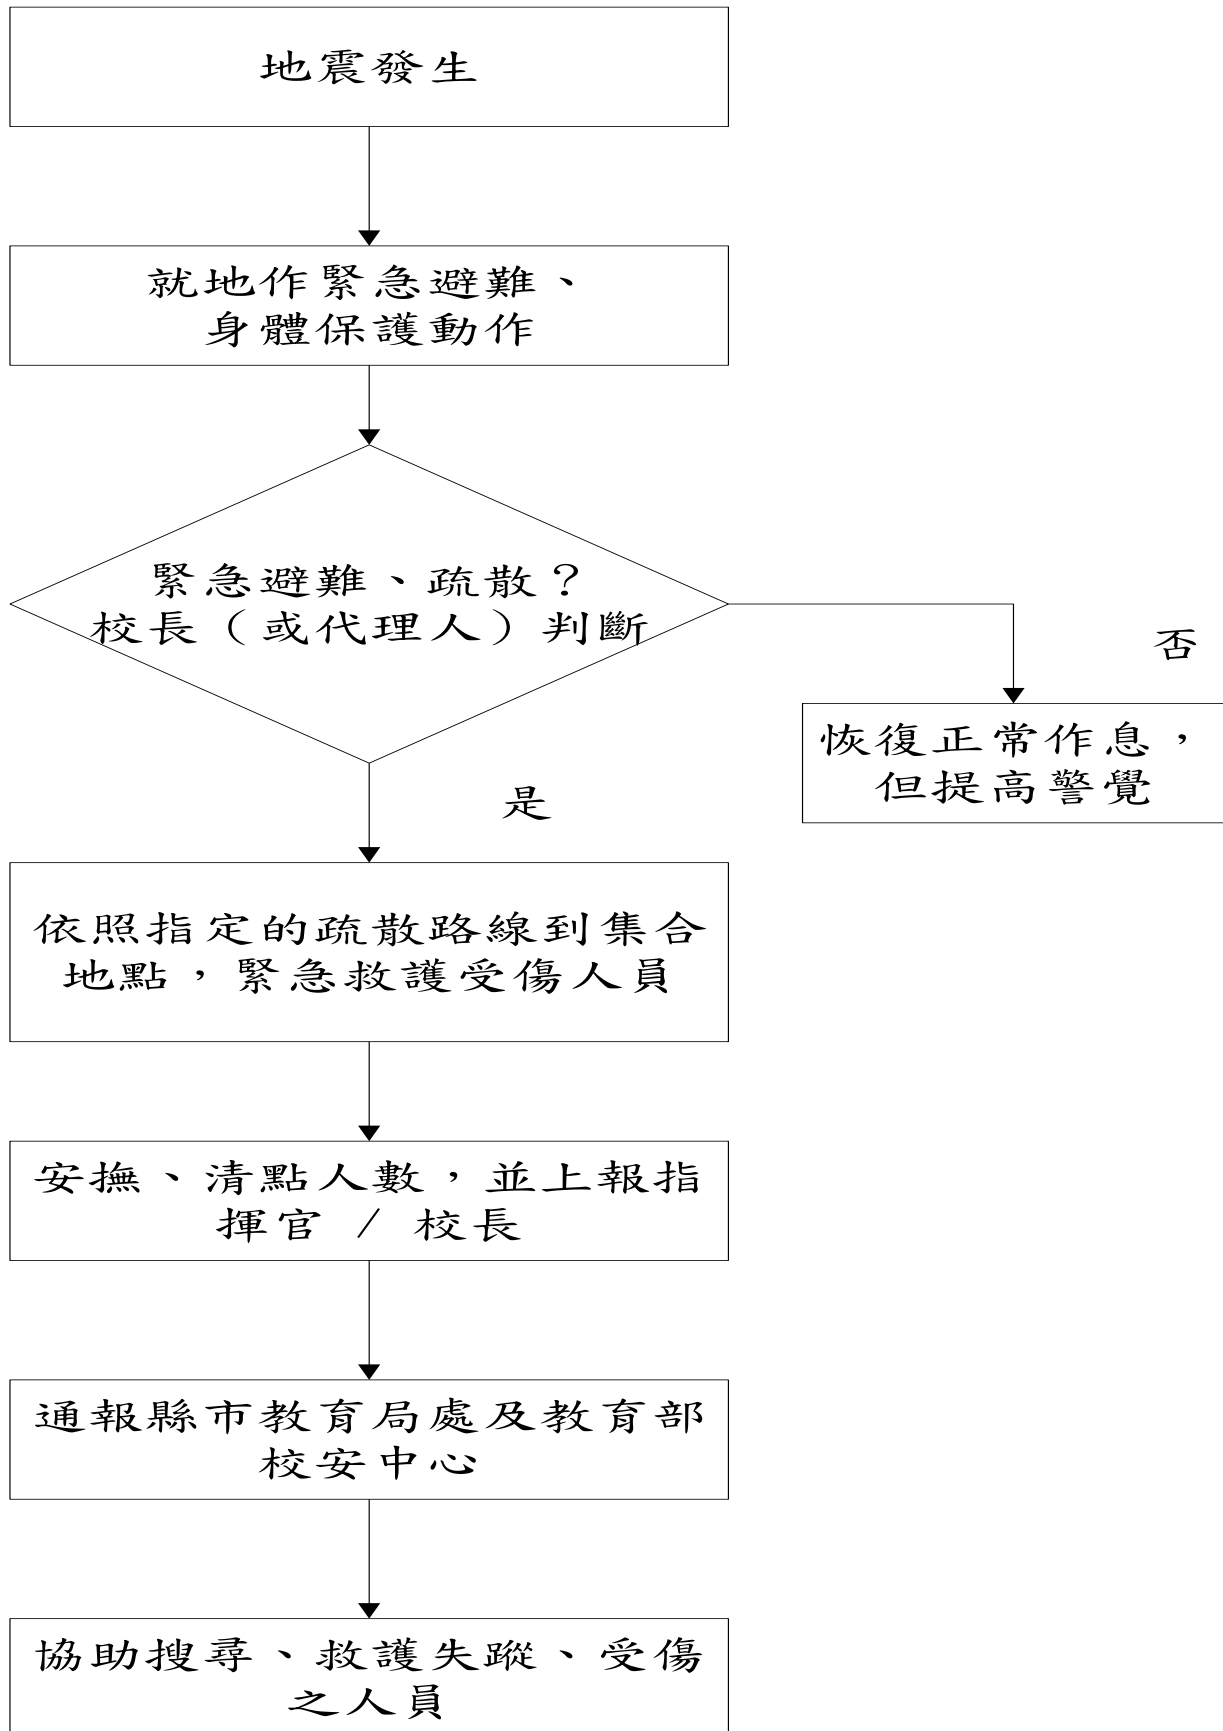 地震發生
就地作緊急避難、
身體保護動作
緊急避難、疏散？
校長（或代理人）判斷
否
恢復正常作息，
但提高警覺
是
依照指定的疏散路線到集合
地點，緊急救護受傷人員
安撫、清點人數，並上報指
揮官 / 校長
通報縣市教育局處及教育部
校安中心
協助搜尋、救護失蹤、受傷
之人員